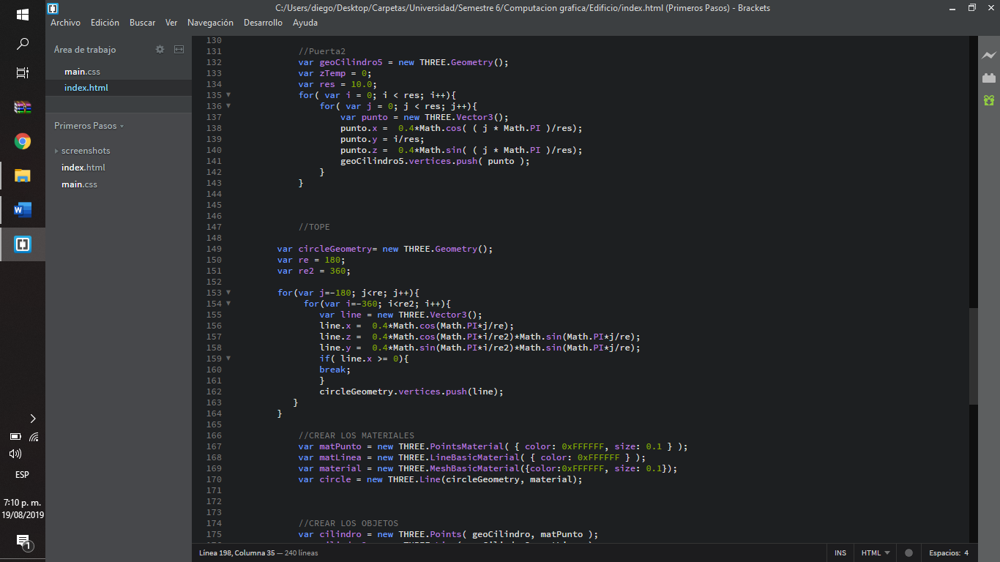 C:/Users/diego/Desktop/Carpetas/Universidad/Semestre 6/Computacion grafica/Edificio/index.html (Primeros Pasos) - Brackets
Archivo Edición Buscar Ver Navegación Desarrollo Ayuda
Área de trabajo
main.css
index.html
Primeros Pasos
screenshots
index.html
main.css
ESP
7:10 p. m.
19/08/2019
1
130
131 //Puerta2
132 var geoCilindro5 = new THREE.Geometry();
133 var zTemp = 0;
134 var res = 10.0;
135 for( var i = 0; i < res; i++){
136 for( var j = 0; j < res; j++){
137 var punto = new THREE.Vector3();
138 punto.x =  0.4*Math.cos( ( j * Math.PI )/res);
139 punto.y = i/res;
140 punto.z =  0.4*Math.sin( ( j * Math.PI )/res);
141 geoCilindro5.vertices.push( punto );
142 }
143 }
144
145
146
147 //TOPE
148
149 var circleGeometry= new THREE.Geometry();
150 var re = 180;
151 var re2 = 360;
152
153 for(var j=-180; j<re; j++){
154 for(var i=-360; i<re2; i++){
155 var line = new THREE.Vector3();
156 line.x =  0.4*Math.cos(Math.PI*j/re);
157 line.z =  0.4*Math.cos(Math.PI*i/re2)*Math.sin(Math.PI*j/re);
158 line.y =  0.4*Math.sin(Math.PI*i/re2)*Math.sin(Math.PI*j/re);
159 if( line.x >= 0){
160 break;
161 }
162 circleGeometry.vertices.push(line);
163 }
164 }
165
166 //CREAR LOS MATERIALES
167 var matPunto = new THREE.PointsMaterial( { color: 0xFFFFFF, size: 0.1 } );
168 var matLinea = new THREE.LineBasicMaterial( { color: 0xFFFFFF } );
169 var material = new THREE.MeshBasicMaterial({color:0xFFFFFF, size: 0.1});
170 var circle = new THREE.Line(circleGeometry, material);
171
172
173
174 //CREAR LOS OBJETOS
175 var cilindro = new THREE.Points( geoCilindro, matPunto );
Línea 198, Columna 35 — 240 líneas
INS HTML Espacios: 4